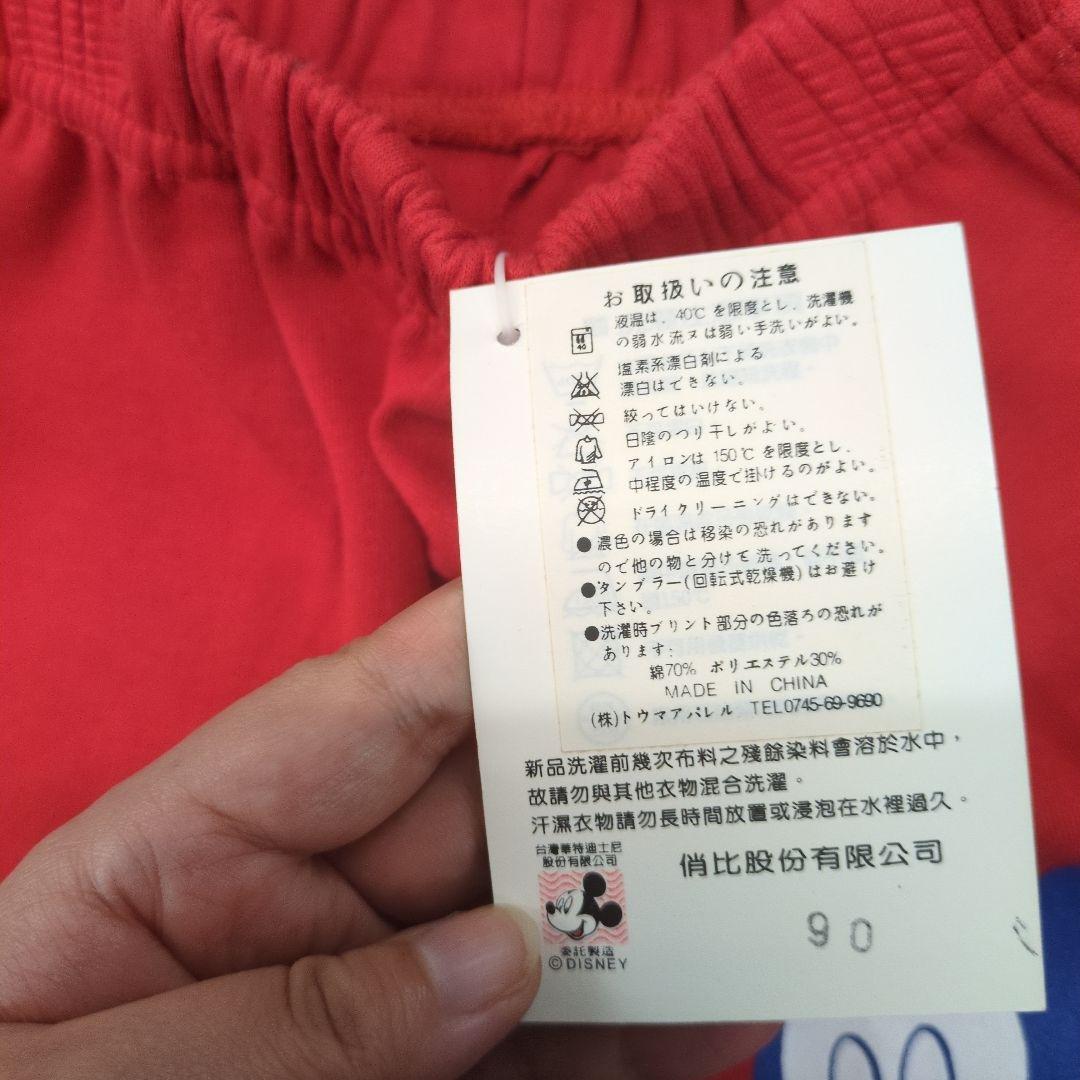 お取扱いの注意
液温は、40℃を限度とし、洗濯機
の弱水流又は弱い手洗いがよい。
40
塩素系漂白剤による
漂白はできない。
絞ってはいけない。
日陰のつり干しがよい。
アイロンは150℃を限度とし、
中程度の温度で掛けるのがよい。
ドライクリーニングはできない。
●濃色の場合は移染の恐れがあります
ので他の物と分けて洗ってください。
●タンブラー(回転式乾燥機)はお避け
下さい。
●洗濯時プリント部分の色落ろの恐れが
あります:
綿70% ポリエステル30%
MADE IN CHINA
(株)トウマアパレル TEL0745-69-9690
新品洗濯前幾次布料之殘餘染料會溶於水中，
故請勿與其他衣物混合洗濯。
汗濕衣物請勿長時間放置或浸泡在水裡過久。
台灣華特迪士尼
股份有限公司
委託製造
©DISNEY
俏比股份有限公司
90